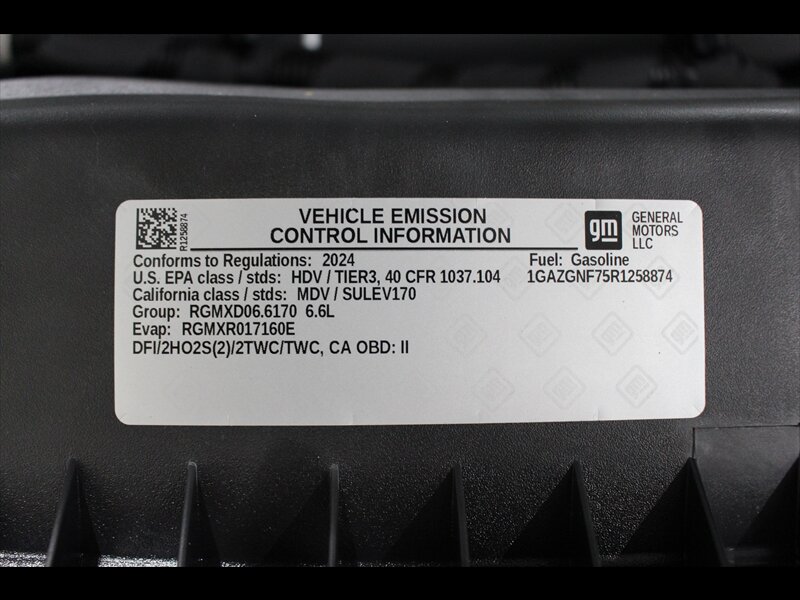 R1258874
VEHICLE EMISSION
CONTROL INFORMATION
gm
GENERAL
MOTORS
LLC
Conforms to Regulations: 2024
Fuel: Gasoline
U.S. EPA class / stds: HDV / TIER3, 40 CFR 1037.104
1GAZGNF75R1258874
California class / stds: MDV / SULEV170
Group: RGMXD06.6170 6.6L
Evap: RGMXR017160E
DFI/2HO2S(2)/2TWC/TWC, CA OBD: II